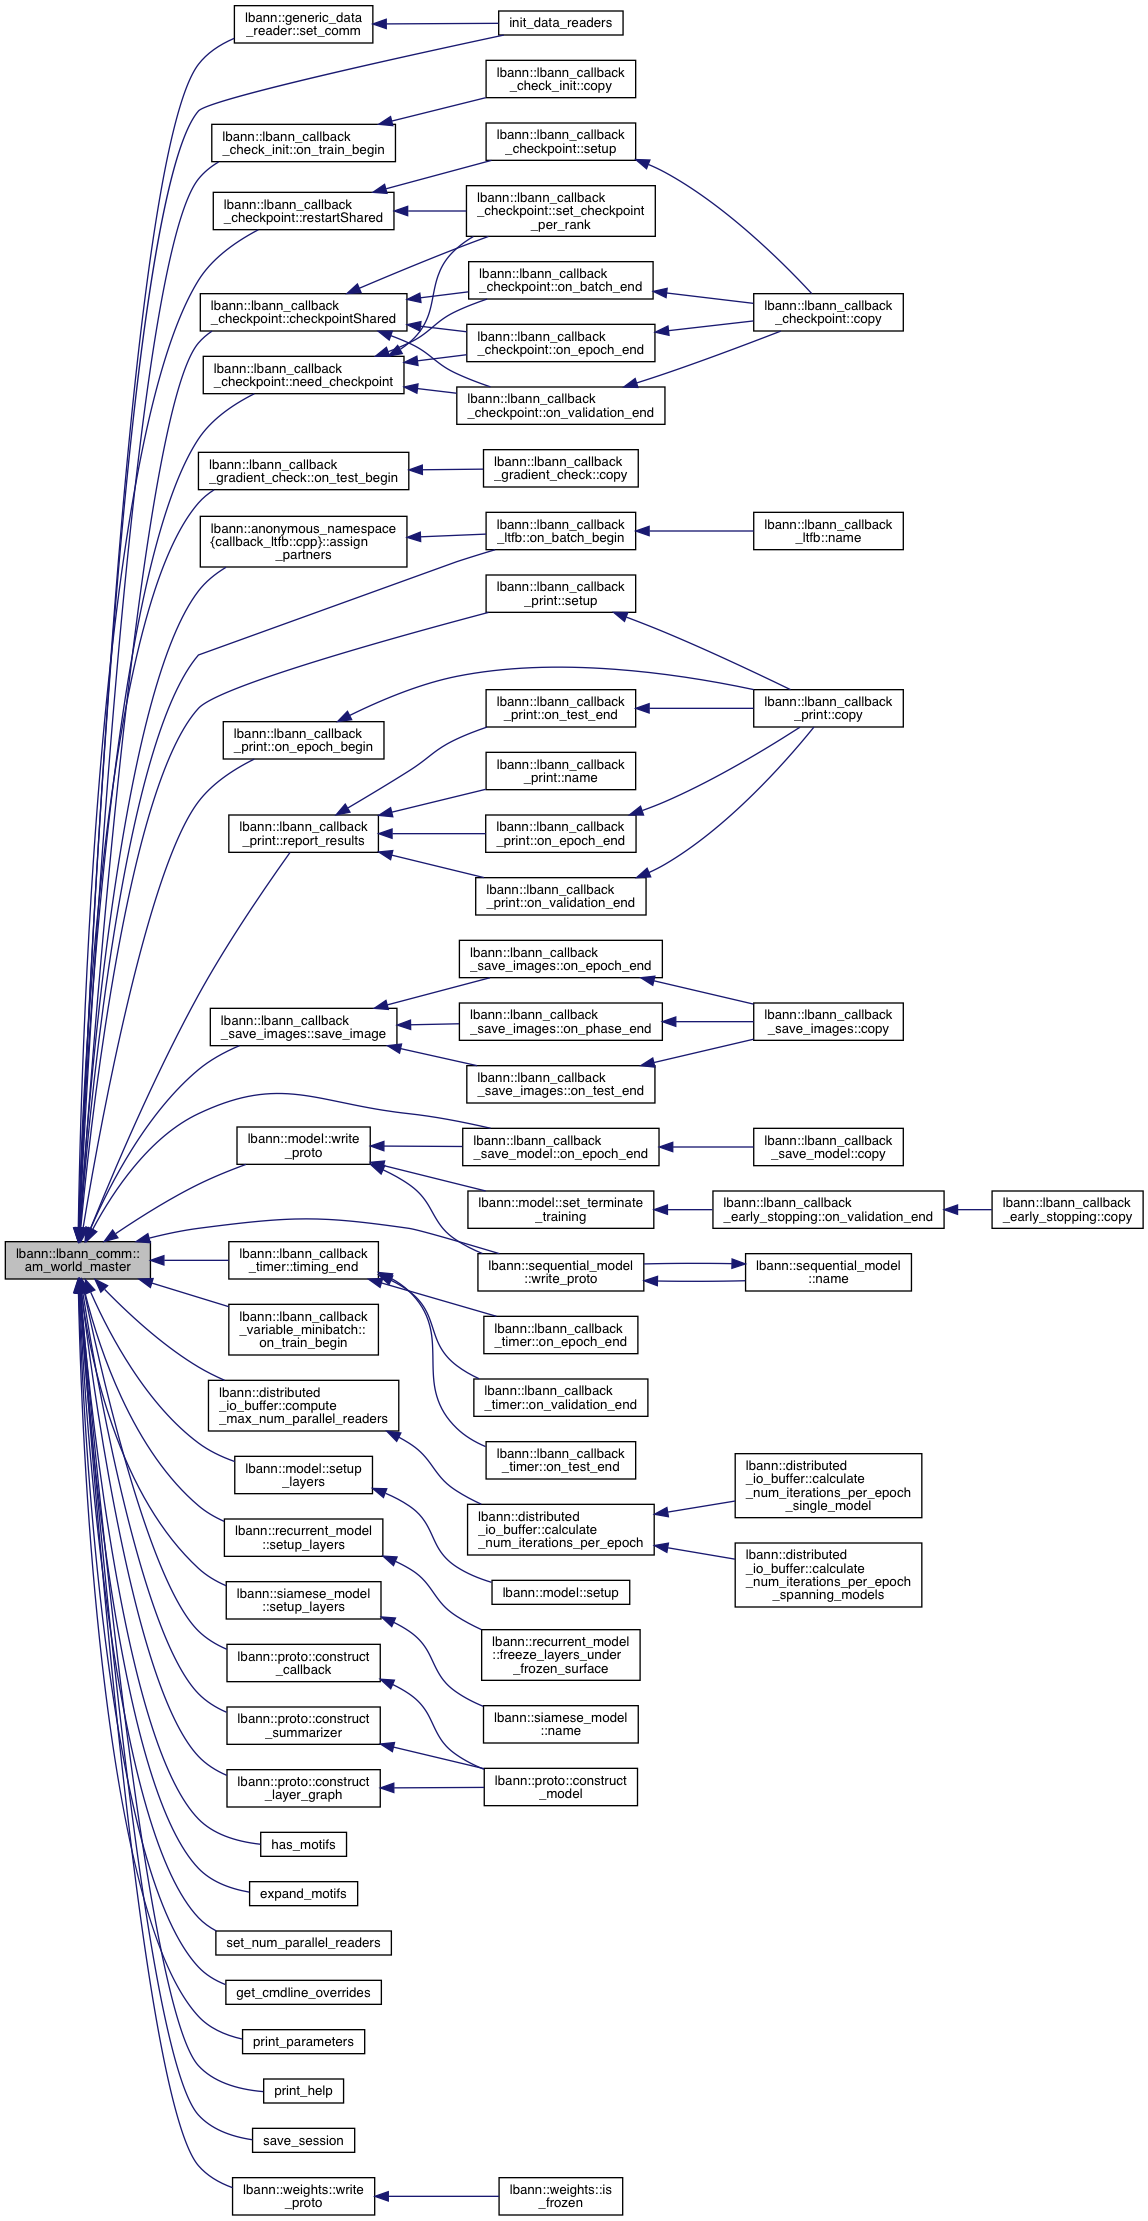 lbann::generic_data
_reader::set_comm
init_data_readers
lbann::lbann_callback
_check_init::copy
lbann::lbann_callback
_check_init::on_train_begin
lbann::lbann_callback
_checkpoint::setup
lbann::lbann_callback
_checkpoint::restartShared
lbann::lbann_callback
_checkpoint::set_checkpoint
_per_rank
lbann::lbann_callback
_checkpoint::on_batch_end
lbann::lbann_callback
_checkpoint::checkpointShared
lbann::lbann_callback
_checkpoint::copy
lbann::lbann_callback
_checkpoint::on_epoch_end
lbann::lbann_callback
_checkpoint::need_checkpoint
lbann::lbann_callback
_checkpoint::on_validation_end
lbann::lbann_callback
_gradient_check::on_test_begin
lbann::lbann_callback
_gradient_check::copy
lbann::anonymous_namespace
{callback_ltfb::cpp}::assign
_partners
lbann::lbann_callback
_ltfb::on_batch_begin
lbann::lbann_callback
_ltfb::name
lbann::lbann_callback
_print::setup
lbann::lbann_callback
_print::on_epoch_begin
lbann::lbann_callback
_print::on_test_end
lbann::lbann_callback
_print::copy
lbann::lbann_callback
_print::name
lbann::lbann_callback
_print::report_results
lbann::lbann_callback
_print::on_epoch_end
lbann::lbann_callback
_print::on_validation_end
lbann::lbann_callback
_save_images::on_epoch_end
lbann::lbann_callback
_save_images::save_image
lbann::lbann_callback
_save_images::on_phase_end
lbann::lbann_callback
_save_images::copy
lbann::lbann_callback
_save_images::on_test_end
lbann::model::write
_proto
lbann::lbann_callback
_save_model::on_epoch_end
lbann::lbann_callback
_save_model::copy
lbann::model::set_terminate
_training
lbann::lbann_callback
_early_stopping::on_validation_end
lbann::lbann_callback
_early_stopping::copy
lbann::lbann_comm::
am_world_master
lbann::lbann_callback
_timer::timing_end
lbann::sequential_model
::write_proto
lbann::sequential_model
::name
lbann::lbann_callback
_variable_minibatch::
on_train_begin
lbann::lbann_callback
_timer::on_epoch_end
lbann::distributed
_io_buffer::compute
_max_num_parallel_readers
lbann::lbann_callback
_timer::on_validation_end
lbann::model::setup
_layers
lbann::lbann_callback
_timer::on_test_end
lbann::distributed
_io_buffer::calculate
_num_iterations_per_epoch
_single_model
lbann::recurrent_model
::setup_layers
lbann::distributed
_io_buffer::calculate
_num_iterations_per_epoch
lbann::distributed
_io_buffer::calculate
_num_iterations_per_epoch
_spanning_models
lbann::siamese_model
::setup_layers
lbann::model::setup
lbann::proto::construct
_callback
lbann::recurrent_model
::freeze_layers_under
_frozen_surface
lbann::proto::construct
_summarizer
lbann::siamese_model
::name
lbann::proto::construct
_layer_graph
lbann::proto::construct
_model
has_motifs
expand_motifs
set_num_parallel_readers
get_cmdline_overrides
print_parameters
print_help
save_session
lbann::weights::write
_proto
lbann::weights::is
_frozen